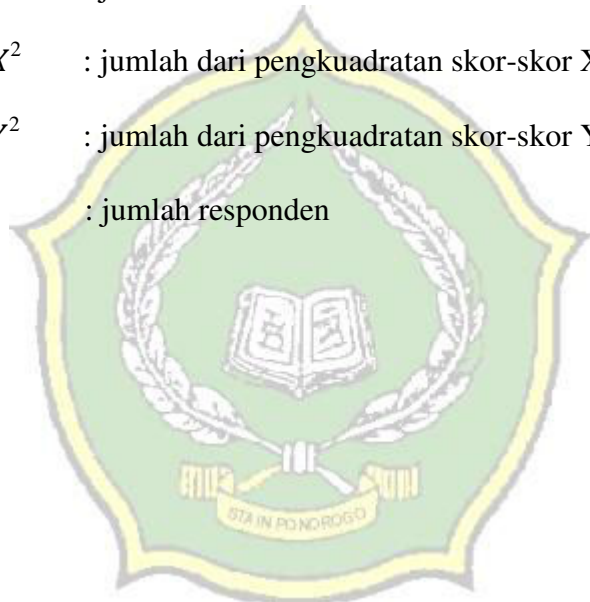 X² : jumlah dari pengkuadratan skor-skor X
Y² : jumlah dari pengkuadratan skor-skor Y
: jumlah responden
STAIN PONOROGO